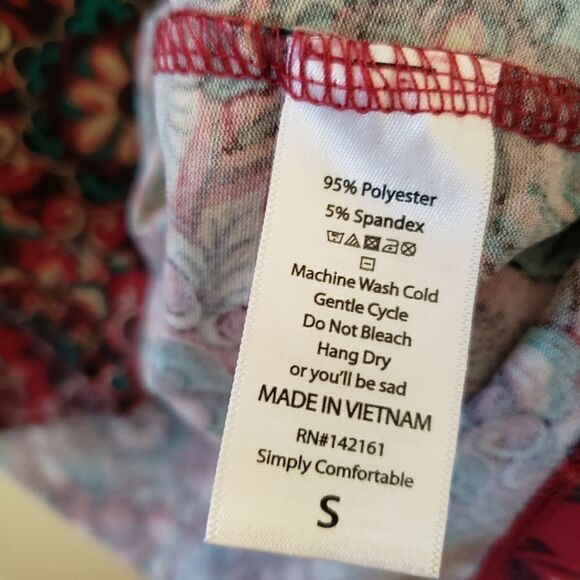 95% Polyester
5% Spandex
Machine Wash Cold
Gentle Cycle
Do Not Bleach
Hang Dry
or you'll be sad
MADE IN VIETNAM
RN#142161
Simply Comfortable
S